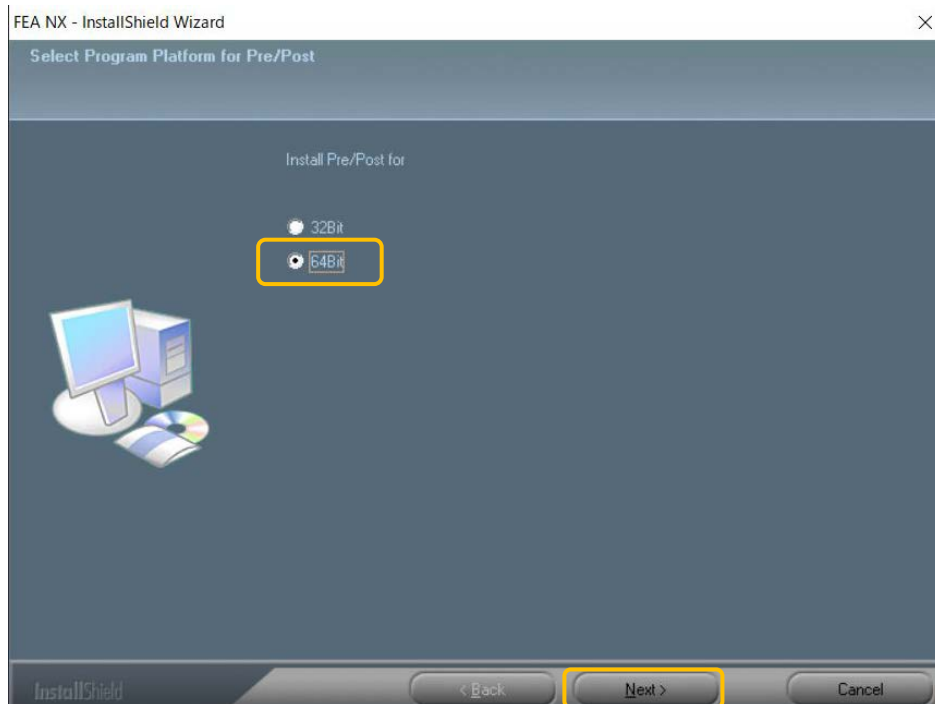 FEA NX - InstallShield Wizard
Select Program Platform for Pre/Post
Install Pre/Post for
32Bit
64Bit
InstallShield
< Back
Next >
Cancel